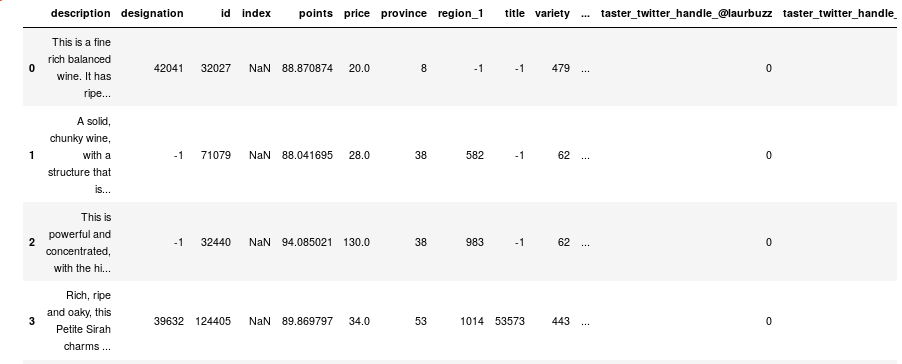 description designation id index points price province region_1 title variety ... taster_twitter_handle_@laurbuzz taster_twitter_handle_
This is a fine
rich balanced
0 wine. It has 42041 32027 NaN 88.870874 20.0 8 -1 -1 479 ... 0
ripe...
A solid,
chunky wine,
1 with a -1 71079 NaN 88.041695 28.0 38 582 -1 62 ... 0
structure that
is...
This is
powerful and
2 concentrated, -1 32440 NaN 94.085021 130.0 38 983 -1 62 ... 0
with the hi...
Rich, ripe
and oaky, this
3 Petite Sirah 39632 124405 NaN 89.869797 34.0 53 1014 53573 443 ... 0
charms ...